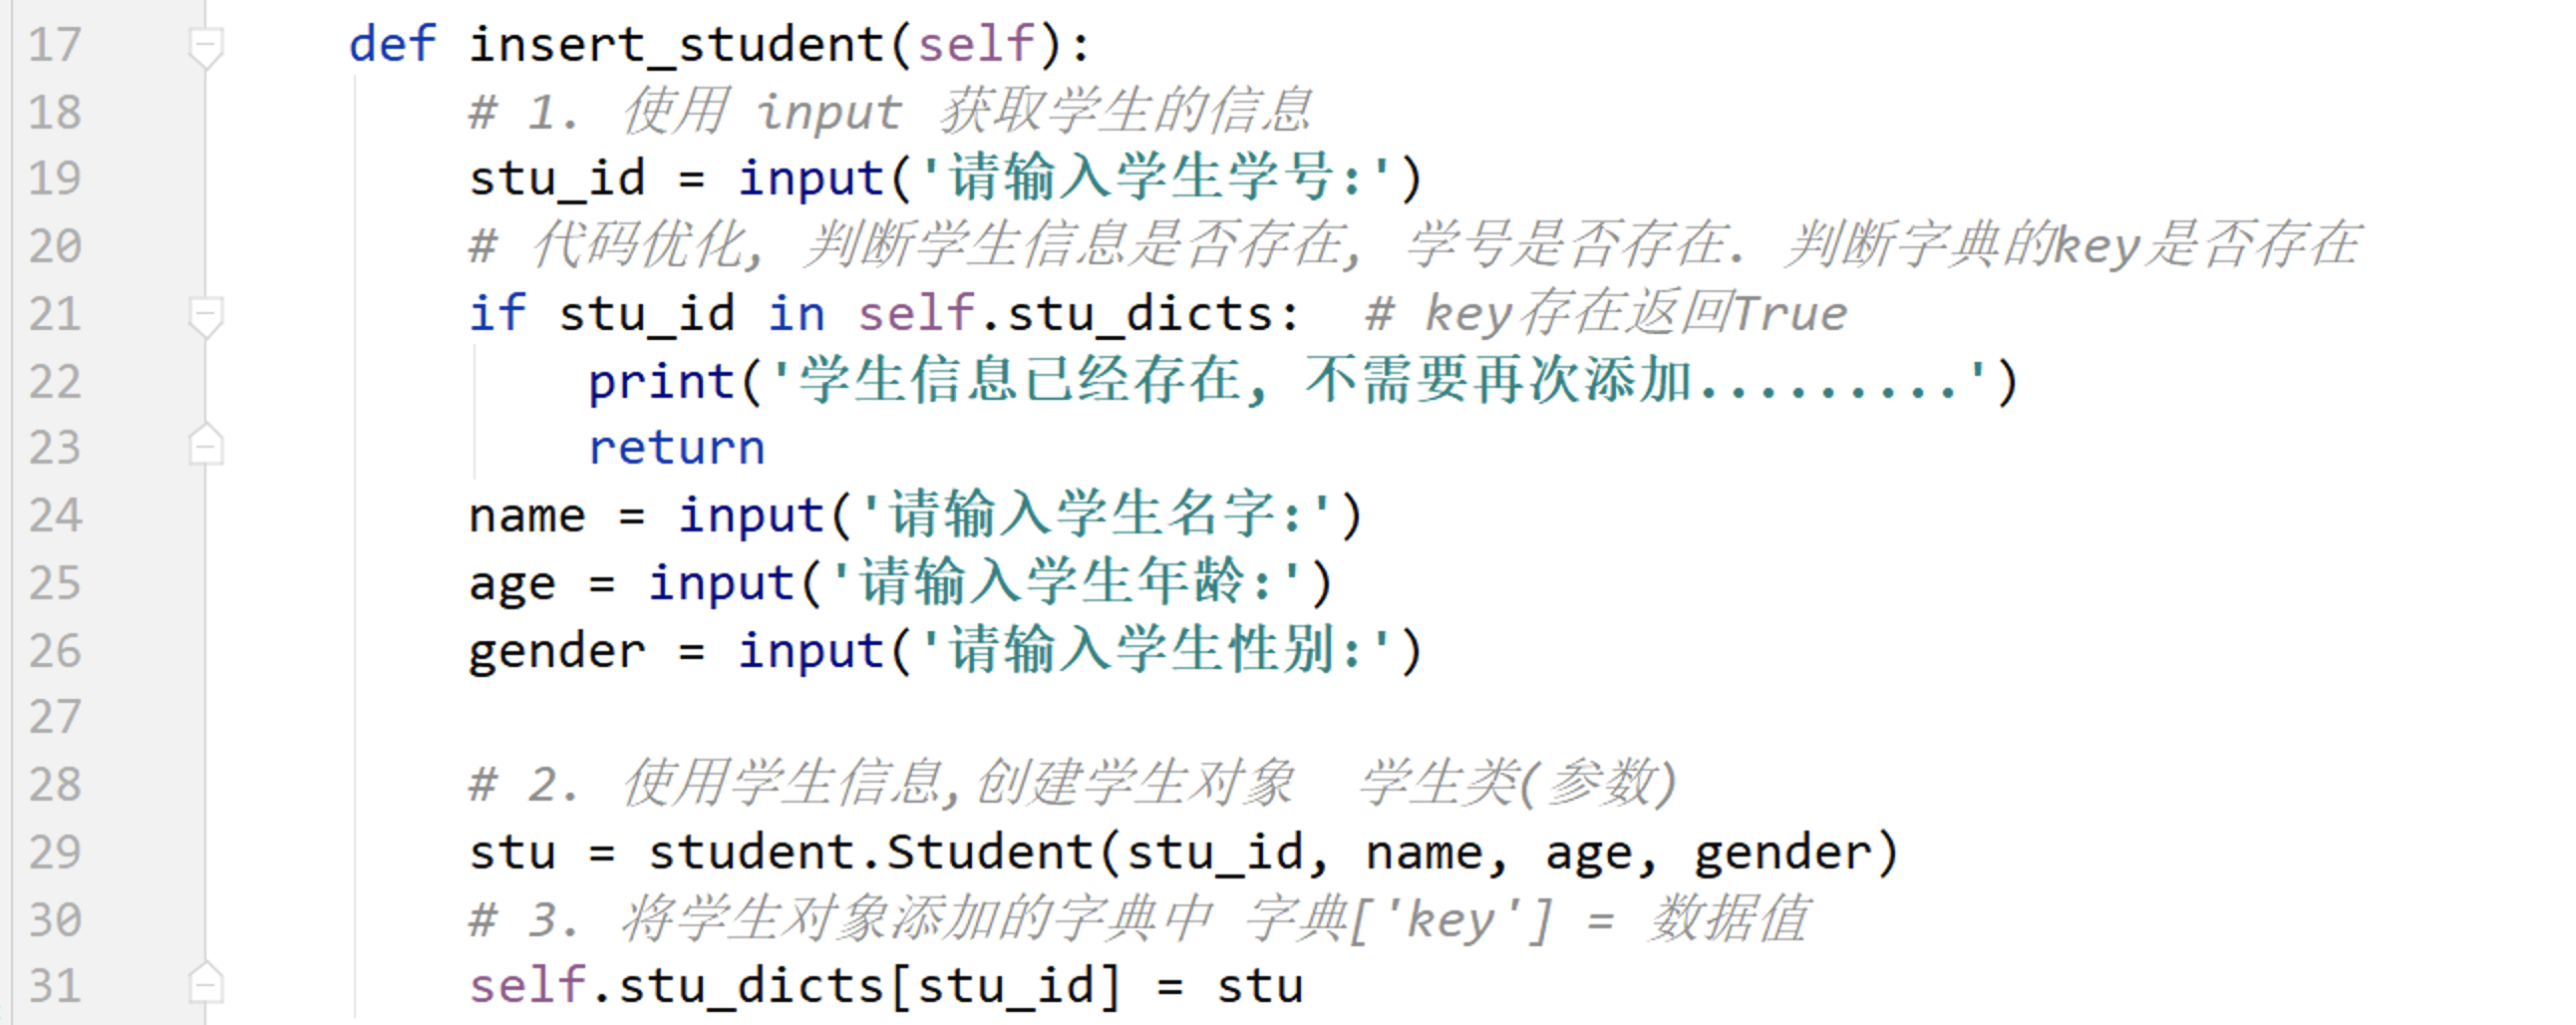 17 def insert_student(self):
18 # 1. 使用 input 获取学生的信息
19 stu_id = input('请输入学生学号:')
20 # 代码优化, 判断学生信息是否存在, 学号是否存在. 判断字典的key是否存在
21 if stu_id in self.stu_dicts:  # key存在返回True
22 print('学生信息已经存在, 不需要再次添加.........')
23 return
24 name = input('请输入学生名字:')
25 age = input('请输入学生年龄:')
26 gender = input('请输入学生性别:')
27
28 # 2. 使用学生信息,创建学生对象  学生类(参数)
29 stu = student.Student(stu_id, name, age, gender)
30 # 3. 将学生对象添加的字典中 字典['key'] = 数据值
31 self.stu_dicts[stu_id] = stu